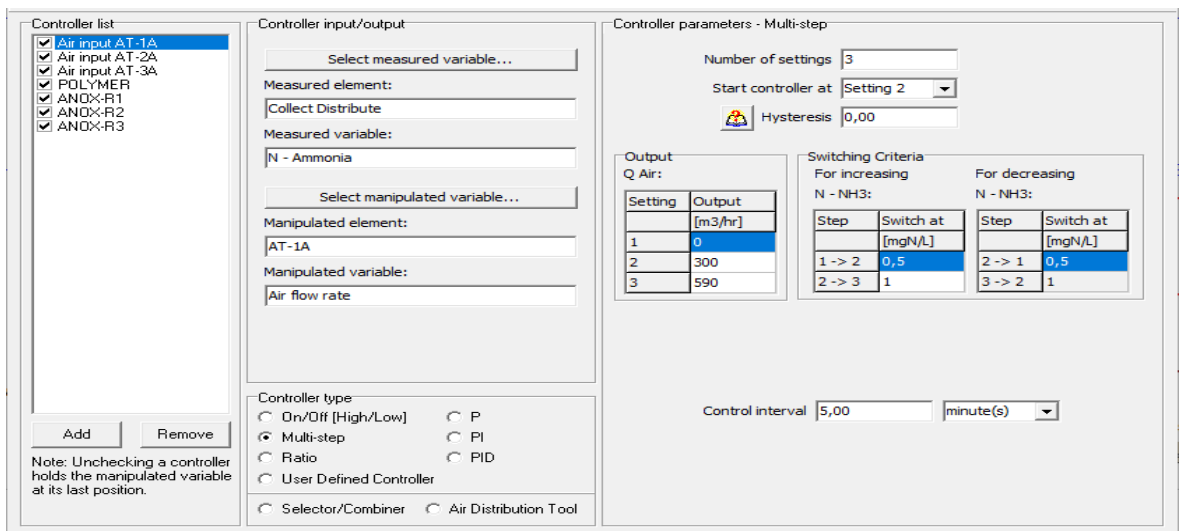 Controller list
Air input AT-1A
Air input AT-2A
Air input AT-3A
POLYMER
ANOX-R1
ANOX-R2
ANOX-R3
Add Remove
Note: Unchecking a controller
holds the manipulated variable
at its last position.
Controller input/output
Select measured variable...
Measured element:
Collect Distribute
Measured variable:
N - Ammonia
Select manipulated variable...
Manipulated element:
AT-1A
Manipulated variable:
Air flow rate
Controller type
On/Off [High/Low] P
Multi-step PI
Ratio PID
User Defined Controller
Selector/Combiner Air Distribution Tool
Controller parameters - Multi-step
Number of settings 3
Start controller at Setting 2
Hysteresis 0,00
Output
Q Air:
Setting Output
[m3/hr]
1 0
2 300
3 590
Switching Criteria
For increasing For decreasing
N - NH3: N - NH3:
Step Switch at Step Switch at
[mgN/L] [mgN/L]
1 -> 2 0,5 2 -> 1 0,5
2 -> 3 1 3 -> 2 1
Control interval 5,00 minute(s)